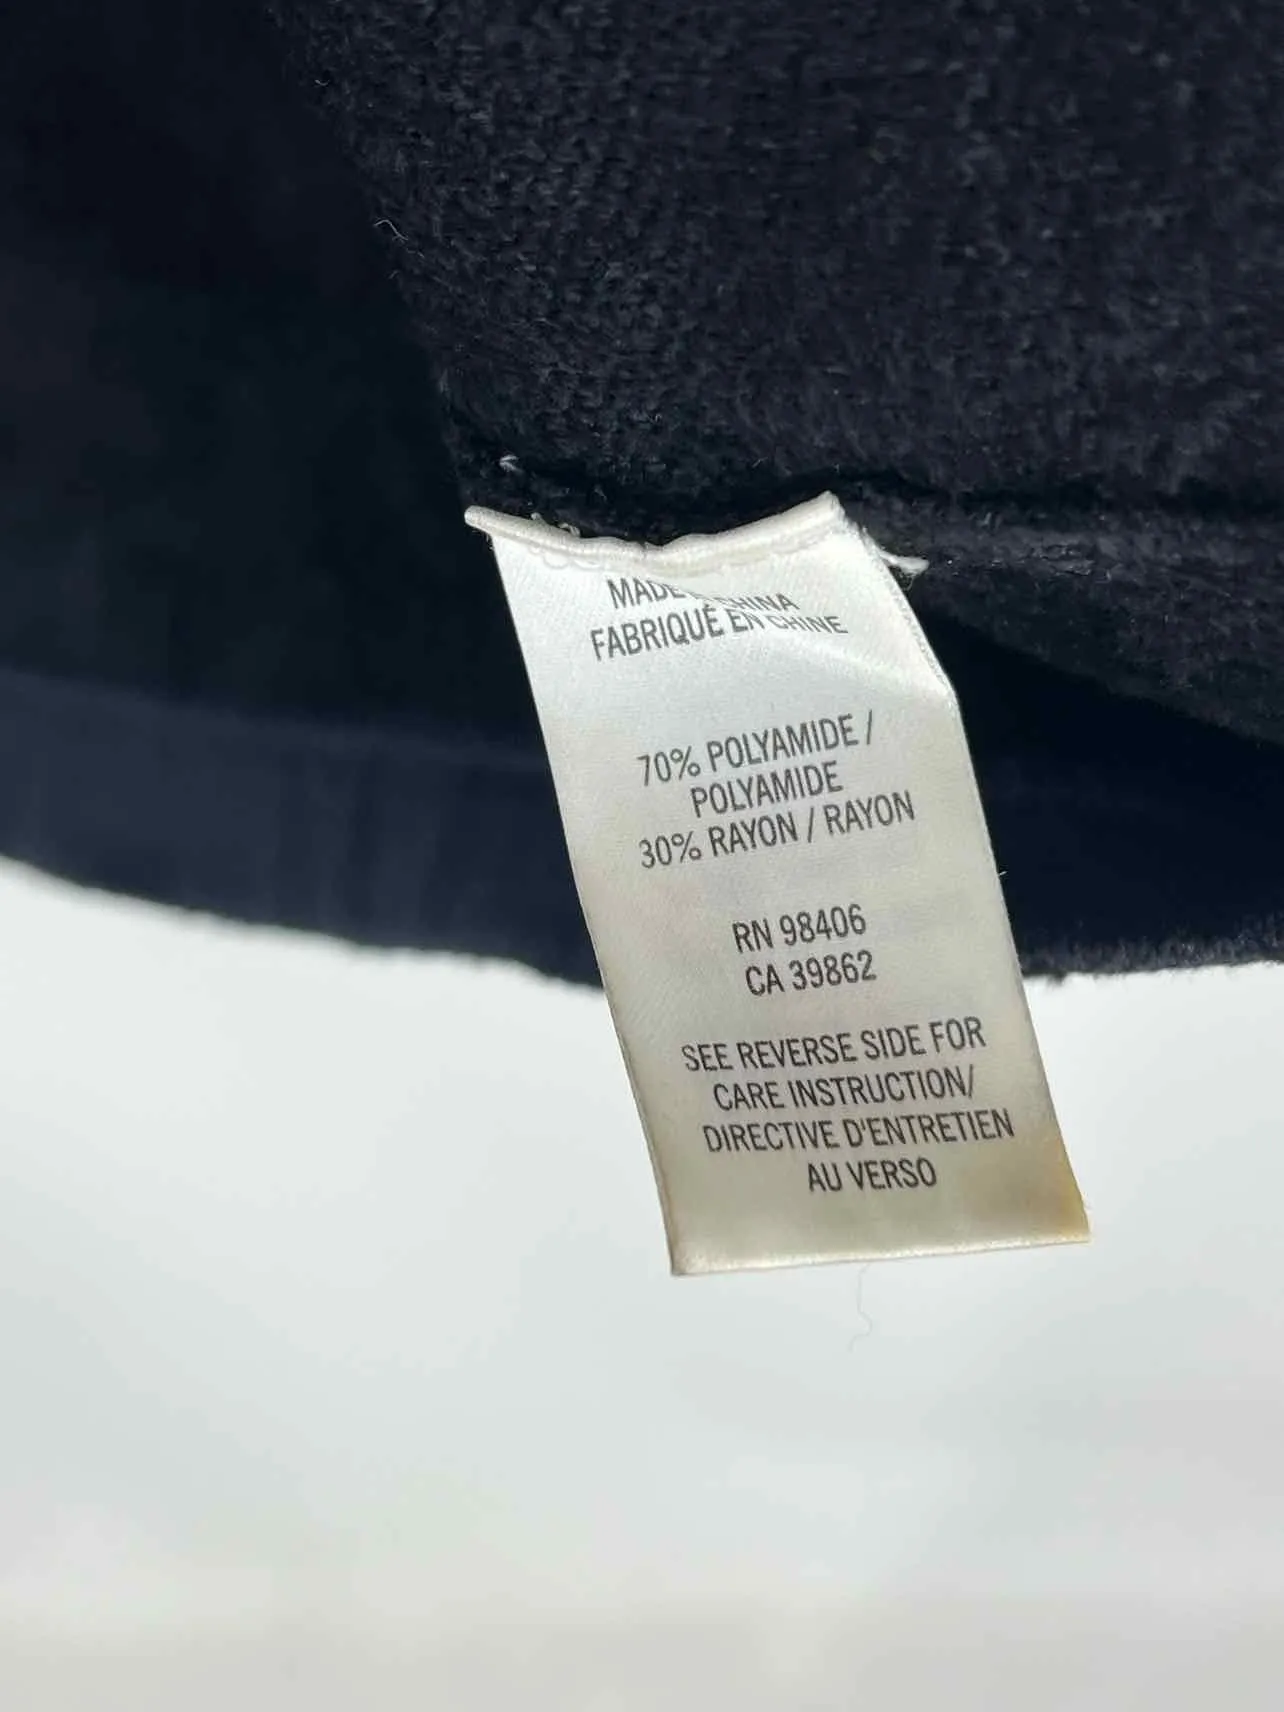 MADE IN CHINA
FABRIQUÉ EN CHINE
70% POLYAMIDE /
POLYAMIDE
30% RAYON / RAYON
RN 98406
CA 39862
SEE REVERSE SIDE FOR
CARE INSTRUCTION/
DIRECTIVE D'ENTRETIEN
AU VERSO